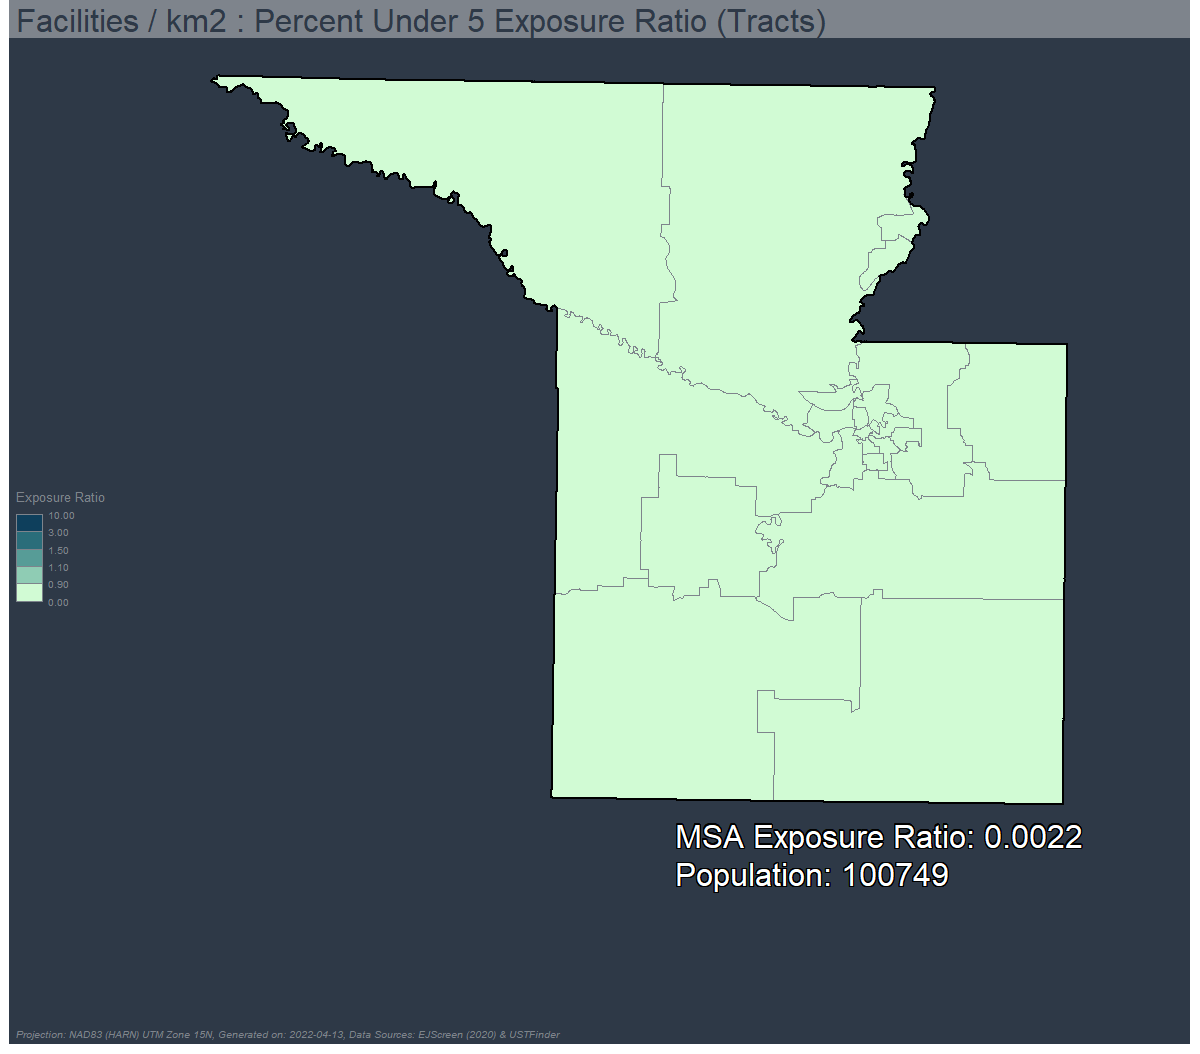 Facilities / km2 : Percent Under 5 Exposure Ratio (Tracts)
Exposure Ratio
10.00
3.00
1.50
1.10
0.90
0.00
MSA Exposure Ratio: 0.0022
Population: 100749
Projection: NAD83 (HARN) UTM Zone 15N, Generated on: 2022-04-13, Data Sources: EJScreen (2020) & USTFinder